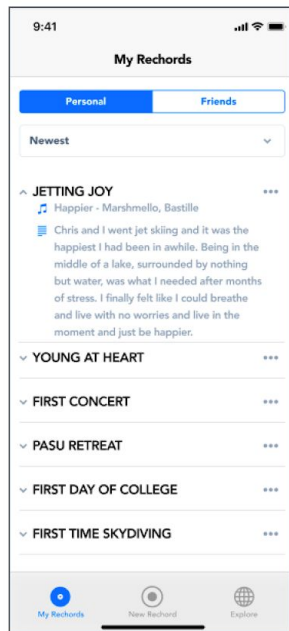 9:41
My Rechords
Personal Friends
Newest
JETTING JOY
Happier - Marshmello, Bastille
Chris and I went jet skiing and it was the
happiest I had been in awhile. Being in the
middle of a lake, surrounded by nothing
but water, was what I needed after months
of stress. I finally felt like I could breathe
and live with no worries and live in the
moment and just be happier.
YOUNG AT HEART
FIRST CONCERT
PASU RETREAT
FIRST DAY OF COLLEGE
FIRST TIME SKYDIVING
My Rechords New Rechord Explore